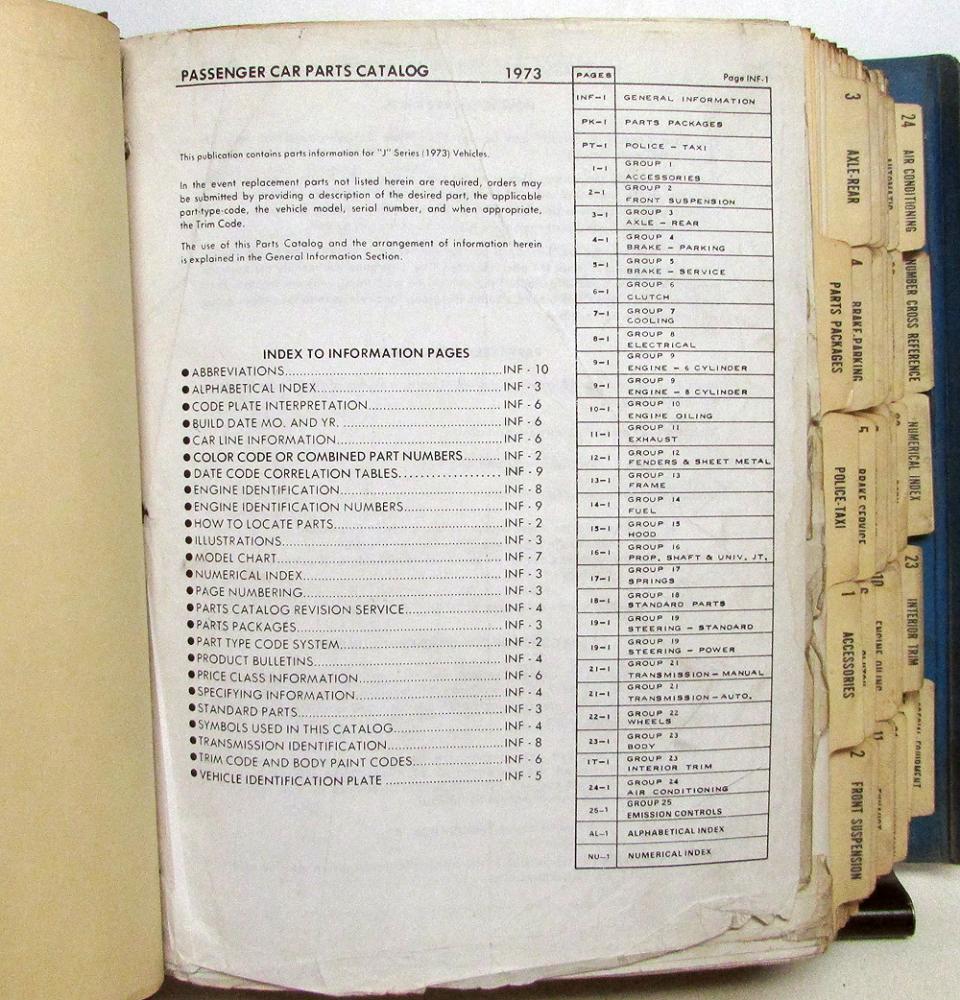 PASSENGER CAR PARTS CATALOG 1973
This publication contains parts information for "J" Series (1973) Vehicles.
In the event replacement parts not listed herein are required, orders may
be submitted by providing a description of the desired part, the applicable
part-type-code, the vehicle model, serial number, and when appropriate,
the Trim Code.
The use of this Parts Catalog and the arrangement of information herein
is explained in the General Information Section.
INDEX TO INFORMATION PAGES
● ABBREVIATIONS........INF - 10
● ALPHABETICAL INDEX........INF - 3
● CODE PLATE INTERPRETATION........INF - 6
● BUILD DATE MO. AND YR.........INF - 6
● CAR LINE INFORMATION........INF - 6
● COLOR CODE OR COMBINED PART NUMBERS........INF - 2
● DATE CODE CORRELATION TABLES........INF - 9
● ENGINE IDENTIFICATION........INF - 8
● ENGINE IDENTIFICATION NUMBERS........INF - 9
● HOW TO LOCATE PARTS........INF - 2
● ILLUSTRATIONS........INF - 3
● MODEL CHART........INF - 7
● NUMERICAL INDEX........INF - 3
● PAGE NUMBERING........INF - 3
● PARTS CATALOG REVISION SERVICE........INF - 4
● PARTS PACKAGES........INF - 3
● PART TYPE CODE SYSTEM........INF - 2
● PRODUCT BULLETINS........INF - 4
● PRICE CLASS INFORMATION........INF - 6
● SPECIFYING INFORMATION........INF - 4
● STANDARD PARTS........INF - 3
● SYMBOLS USED IN THIS CATALOG........INF - 4
● TRANSMISSION IDENTIFICATION........INF - 8
● TRIM CODE AND BODY PAINT CODES........INF - 6
● VEHICLE IDENTIFICATION PLATE........INF - 5
PAGES Page INF-1
INF-1 GENERAL INFORMATION
PK-1 PARTS PACKAGES
PT-1 POLICE - TAXI
1-1 GROUP 1
ACCESSORIES
2-1 GROUP 2
FRONT SUSPENSION
3-1 GROUP 3
AXLE - REAR
4-1 GROUP 4
BRAKE - PARKING
5-1 GROUP 5
BRAKE - SERVICE
6-1 GROUP 6
CLUTCH
7-1 GROUP 7
COOLING
8-1 GROUP 8
ELECTRICAL
9-1 GROUP 9
ENGINE - 6 CYLINDER
9-1 GROUP 9
ENGINE - 8 CYLINDER
10-1 GROUP 10
ENGINE OILING
11-1 GROUP 11
EXHAUST
12-1 GROUP 12
FENDERS & SHEET METAL
13-1 GROUP 13
FRAME
14-1 GROUP 14
FUEL
15-1 GROUP 15
HOOD
16-1 GROUP 16
PROP. SHAFT & UNIV. JT.
17-1 GROUP 17
SPRINGS
18-1 GROUP 18
STANDARD PARTS
19-1 GROUP 19
STEERING - STANDARD
19-1 GROUP 19
STEERING - POWER
21-1 GROUP 21
TRANSMISSION - MANUAL
21-1 GROUP 21
TRANSMISSION - AUTO.
22-1 GROUP 22
WHEELS
23-1 GROUP 23
BODY
IT-1 GROUP 23
INTERIOR TRIM
24-1 GROUP 24
AIR CONDITIONING
25-1 GROUP 25
EMISSION CONTROLS
AL-1 ALPHABETICAL INDEX
NU-1 NUMERICAL INDEX
3 AXLE-REAR
PARTS PACKAGES
4 BRAKE-PARKING
POLICE-TAXI
5 BRAKE SERVICE
1 ACCESSORIES
6
10 ENGINE OILING
11
2 FRONT SUSPENSION
24 AIR CONDITIONING
NUMBER CROSS REFERENCE
NUMERICAL INDEX
23 INTERIOR TRIM